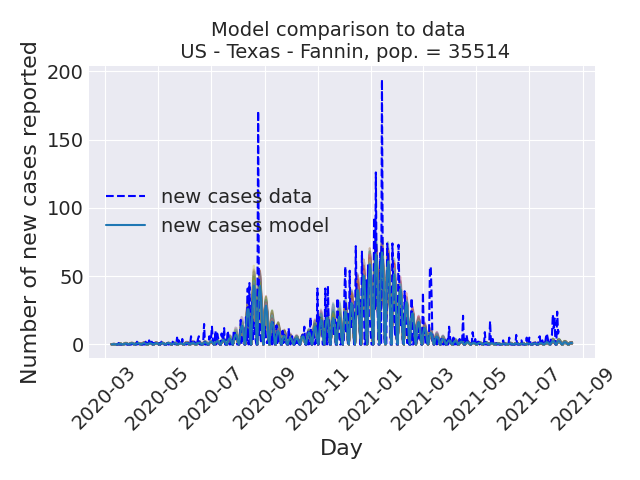 Model comparison to data
US - Texas - Fannin, pop. = 35514
Number of new cases reported
200
150
100
50
0
new cases data
new cases model
2020-03
2020-05
2020-07
2020-09
2020-11
2021-01
2021-03
2021-05
2021-07
2021-09
Day